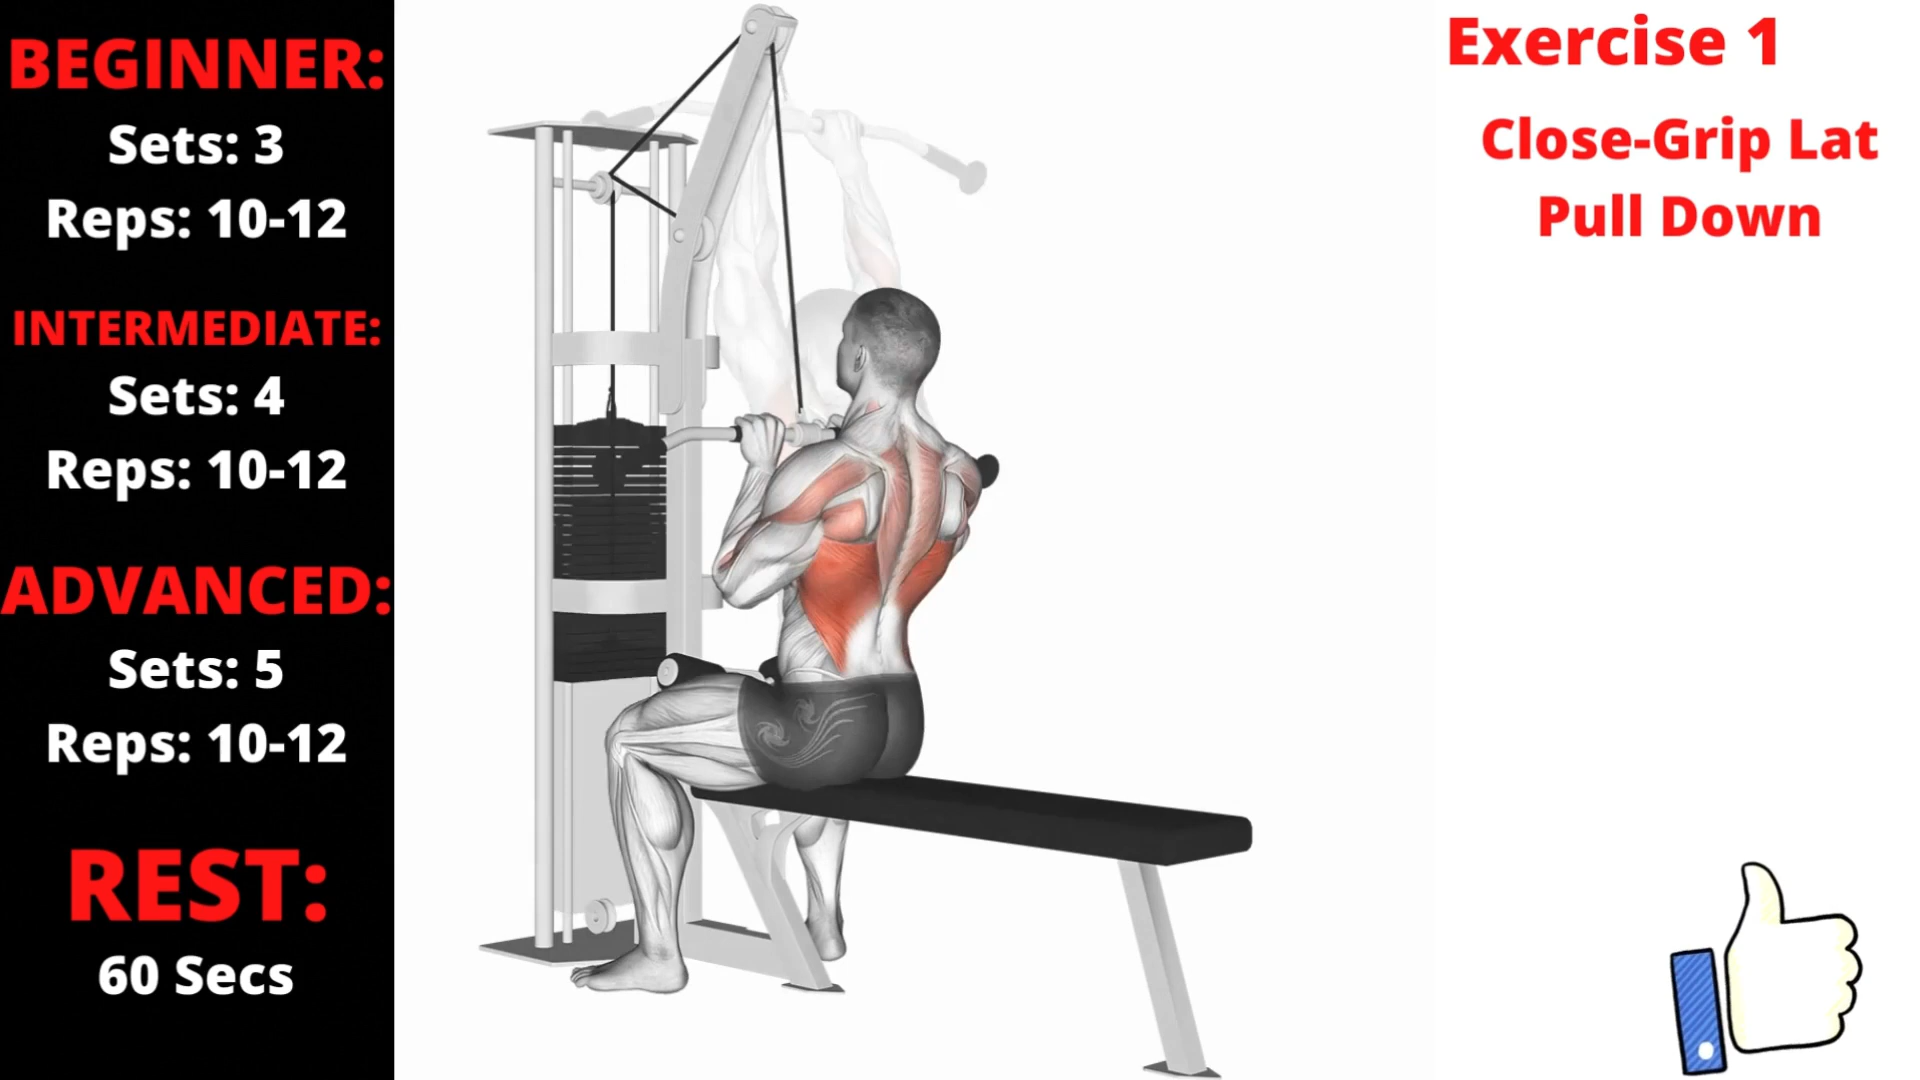 BEGINNER:
Sets: 3
Reps: 10-12
INTERMEDIATE:
Sets: 4
Reps: 10-12
ADVANCED:
Sets: 5
Reps: 10-12
REST:
60 Secs
Exercise 1
Close-Grip Lat
Pull Down